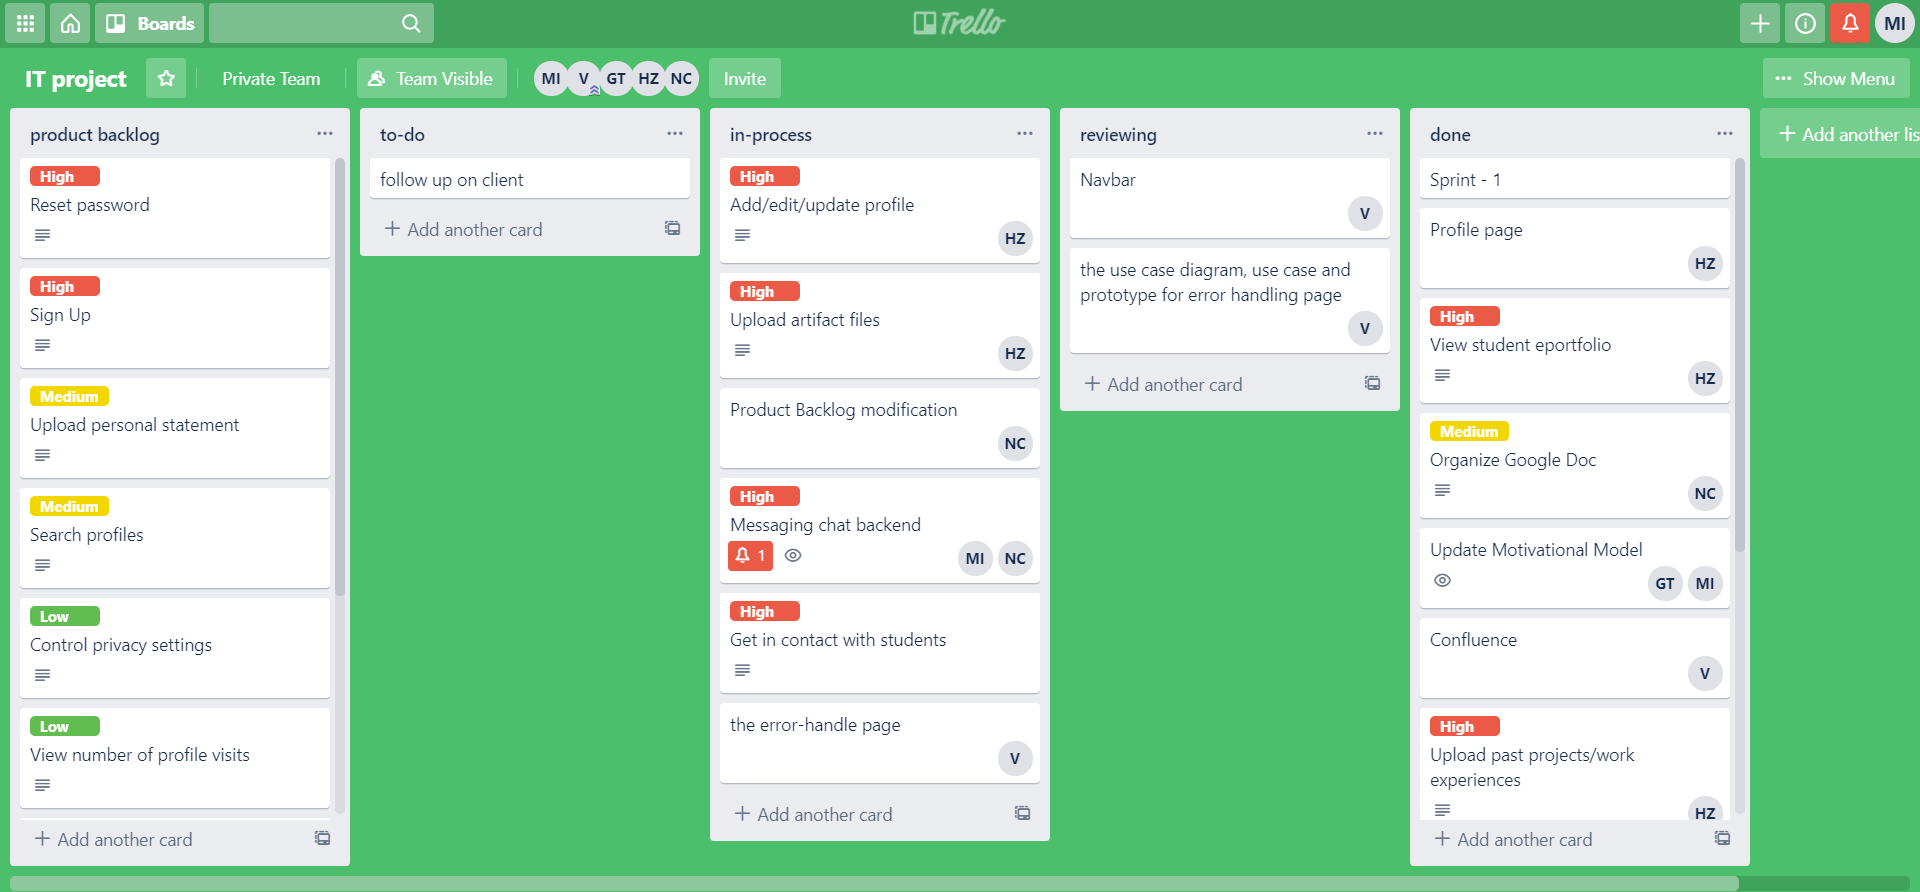 Boards
Trello
MI
IT project
Private Team
Team Visible
MI V GT HZ NC
Invite
Show Menu
product backlog
High
Reset password
High
Sign Up
Medium
Upload personal statement
Medium
Search profiles
Low
Control privacy settings
Low
View number of profile visits
+ Add another card
to-do
follow up on client
+ Add another card
in-process
High
Add/edit/update profile
HZ
High
Upload artifact files
HZ
Product Backlog modification
NC
High
Messaging chat backend
1
MI NC
High
Get in contact with students
the error-handle page
V
+ Add another card
reviewing
Navbar
V
the use case diagram, use case and
prototype for error handling page
V
+ Add another card
done
Sprint - 1
Profile page
HZ
High
View student eportfolio
HZ
Medium
Organize Google Doc
NC
Update Motivational Model
GT MI
Confluence
V
High
Upload past projects/work
experiences
HZ
+ Add another card
+ Add another lis